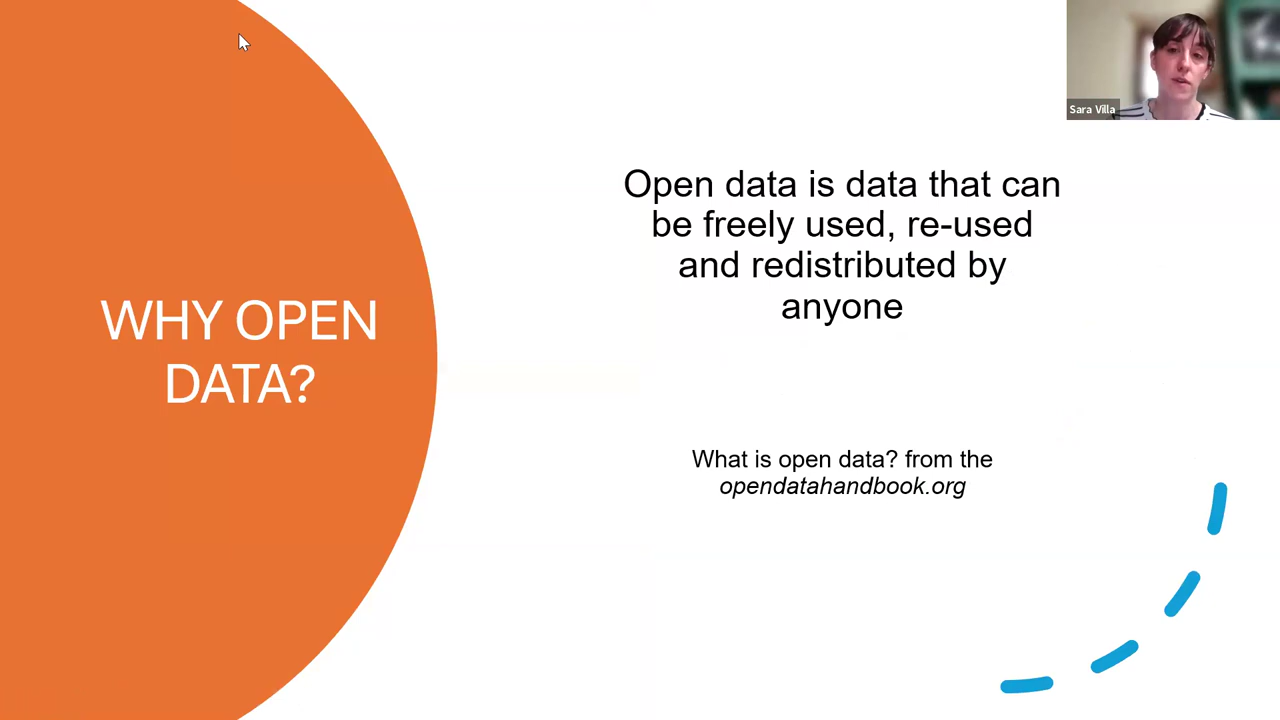 WHY OPEN
DATA?
Open data is data that can
be freely used, re-used
and redistributed by
anyone
What is open data? from the
opendatahandbook.org
Sara Villa